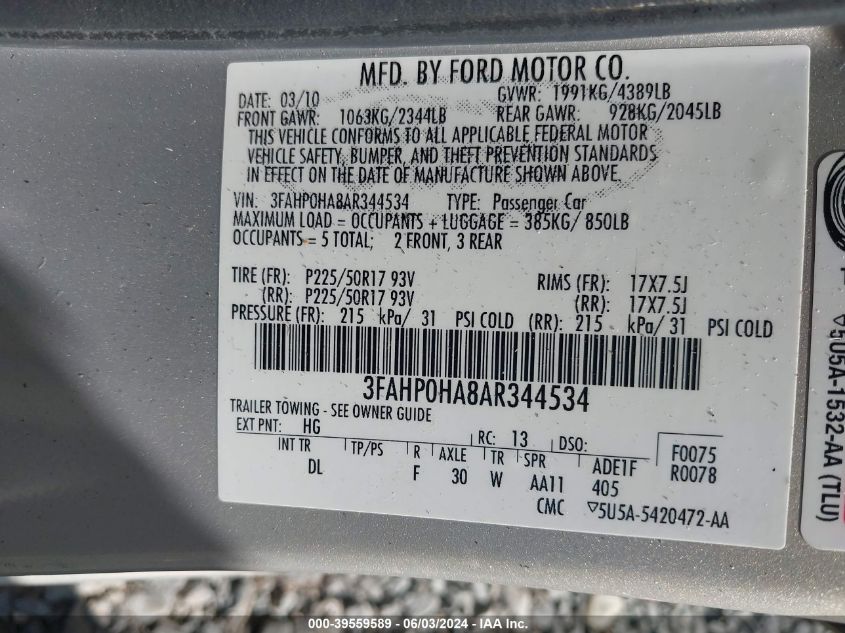 MFD. BY FORD MOTOR CO.
DATE: 03/10 GVWR: 1991KG/4389LB
FRONT GAWR: 1063KG/2344LB REAR GAWR: 928KG/2045LB
THIS VEHICLE CONFORMS TO ALL APPLICABLE FEDERAL MOTOR
VEHICLE SAFETY, BUMPER, AND THEFT PREVENTION STANDARDS
IN EFFECT ON THE DATE OF MANUFACTURE SHOWN ABOVE.
VIN: 3FAHP0HA8AR344534 TYPE: Passenger Car
MAXIMUM LOAD = OCCUPANTS + LUGGAGE = 385KG/ 850LB
OCCUPANTS = 5 TOTAL; 2 FRONT, 3 REAR
TIRE (FR): P225/50R17 93V RIMS (FR): 17X7.5J
(RR): P225/50R17 93V (RR): 17X7.5J
PRESSURE (FR): 215 kPa/ 31 PSI COLD (RR): 215 kPa/ 31 PSI COLD
3FAHP0HA8AR344534
TRAILER TOWING - SEE OWNER GUIDE
EXT PNT: HG RC: 13 DSO: F0075
R0078
INT TR TP/PS R AXLE TR SPR ADE1F
DL F 30 W AA11 405
CMC ▽5U5A-5420472-AA
▽5U5A-1532-AA (TLU)
000-39559589 - 06/03/2024 - IAA Inc.